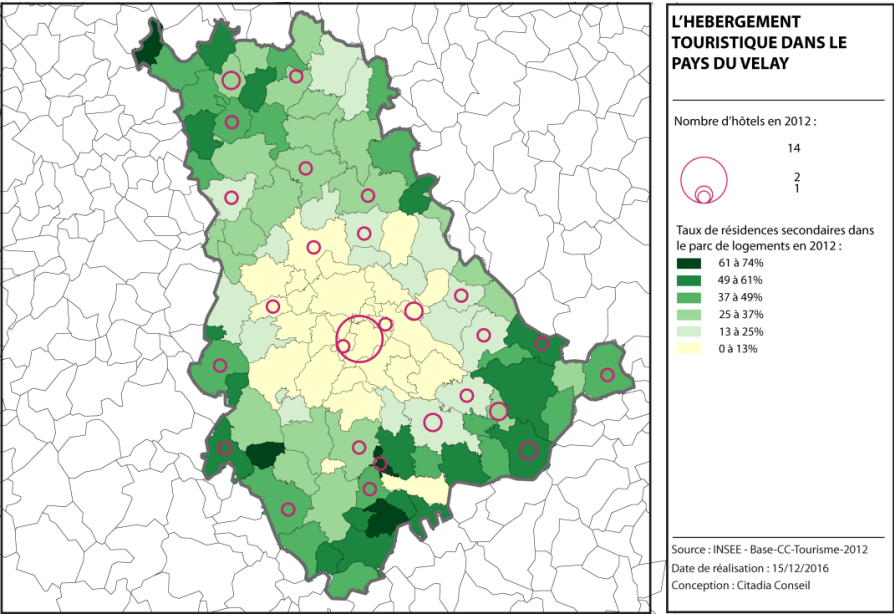 L'HEBERGEMENT
TOURISTIQUE DANS LE
PAYS DU VELAY
Nombre d'hôtels en 2012 :
14
2
1
Taux de résidences secondaires dans
le parc de logements en 2012 :
61 à 74%
49 à 61%
37 à 49%
25 à 37%
13 à 25%
0 à 13%
Source : INSEE - Base-CC-Tourisme-2012
Date de réalisation : 15/12/2016
Conception : Citadia Conseil